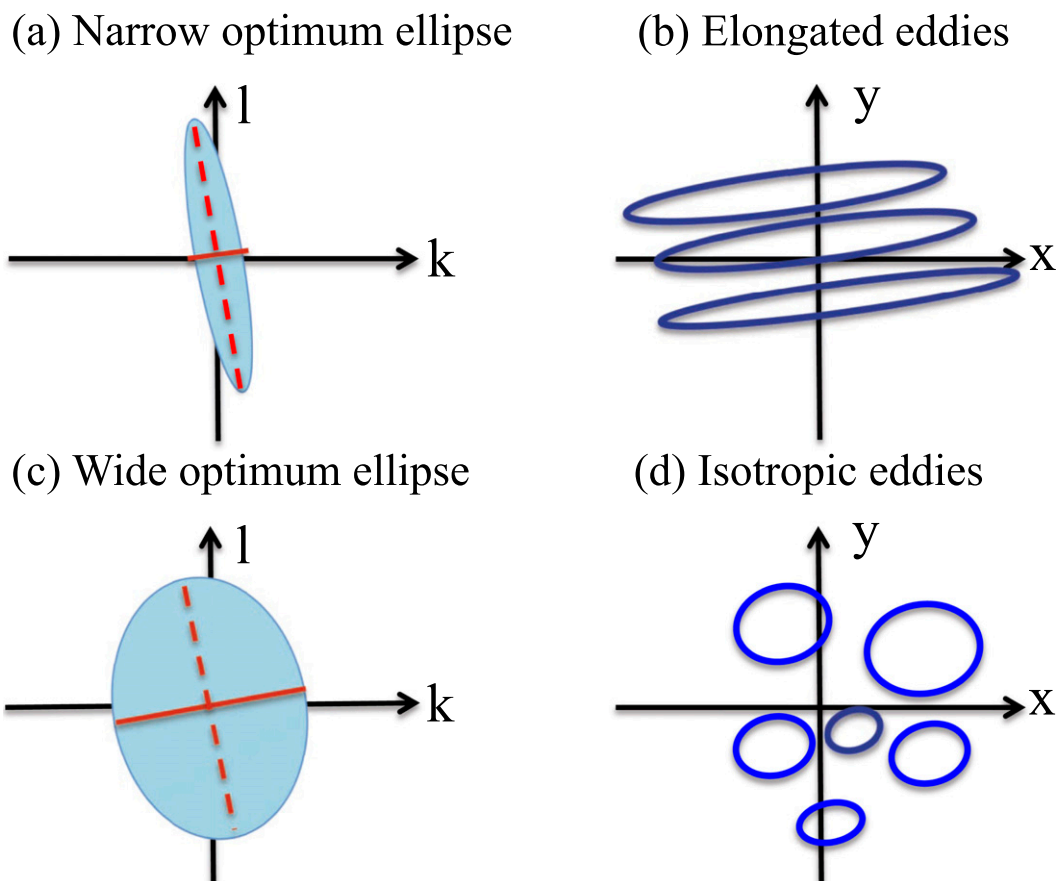 (a) Narrow optimum ellipse
(b) Elongated eddies
l
k
y
x
(c) Wide optimum ellipse
(d) Isotropic eddies
l
k
y
x